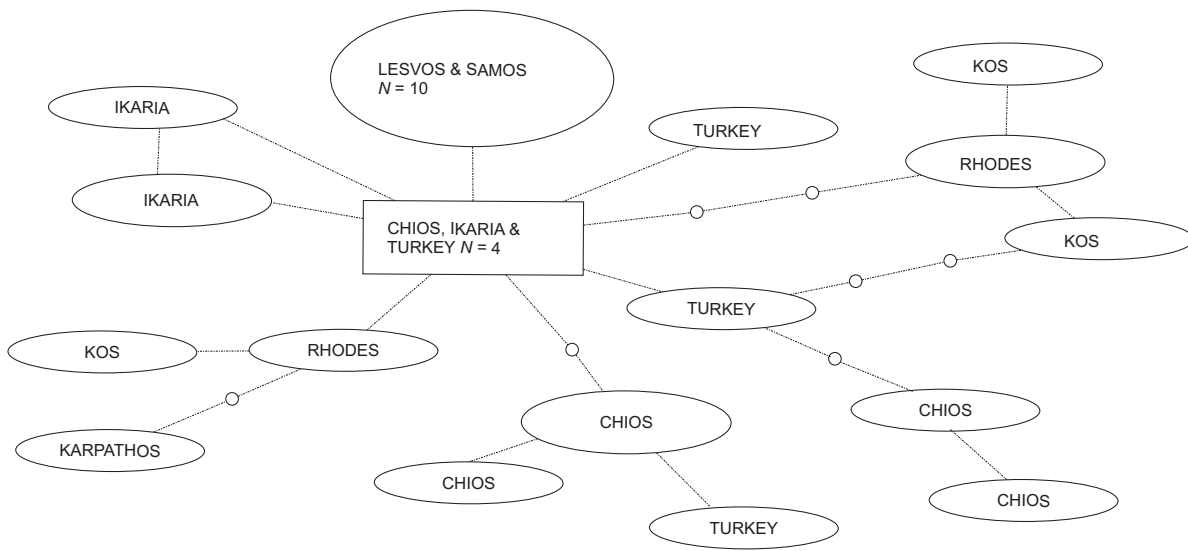 LESVOS & SAMOS
N = 10
KOS
IKARIA
TURKEY
RHODES
IKARIA
CHIOS, IKARIA &
TURKEY N = 4
KOS
TURKEY
KOS
RHODES
CHIOS
CHIOS
KARPATHOS
CHIOS
CHIOS
TURKEY